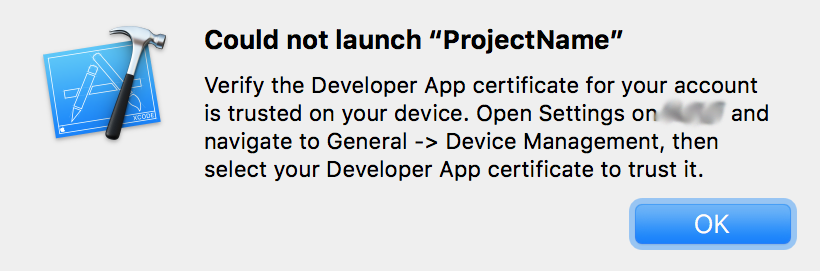 Could not launch “ProjectName”
Verify the Developer App certificate for your account
is trusted on your device. Open Settings on and
navigate to General -> Device Management, then
select your Developer App certificate to trust it.
XCODE
OK